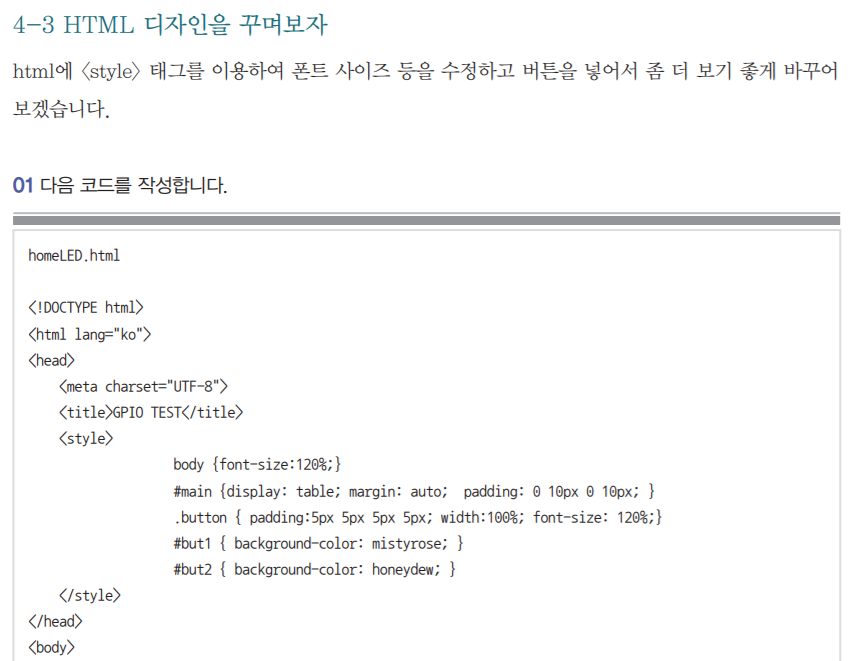 4-3 HTML 디자인을 꾸며보자
html에 〈style〉 태그를 이용하여 폰트 사이즈 등을 수정하고 버튼을 넣어서 좀 더 보기 좋게 바꾸어
보겠습니다.
01 다음 코드를 작성합니다.
homeLED.html
<!DOCTYPE html>
<html lang="ko">
<head>
<meta charset="UTF-8">
<title>GPIO TEST</title>
<style>
body {font-size:120%;}
#main {display: table; margin: auto;  padding: 0 10px 0 10px; }
.button { padding:5px 5px 5px 5px; width:100%; font-size: 120%;}
#but1 { background-color: mistyrose; }
#but2 { background-color: honeydew; }
</style>
</head>
<body>